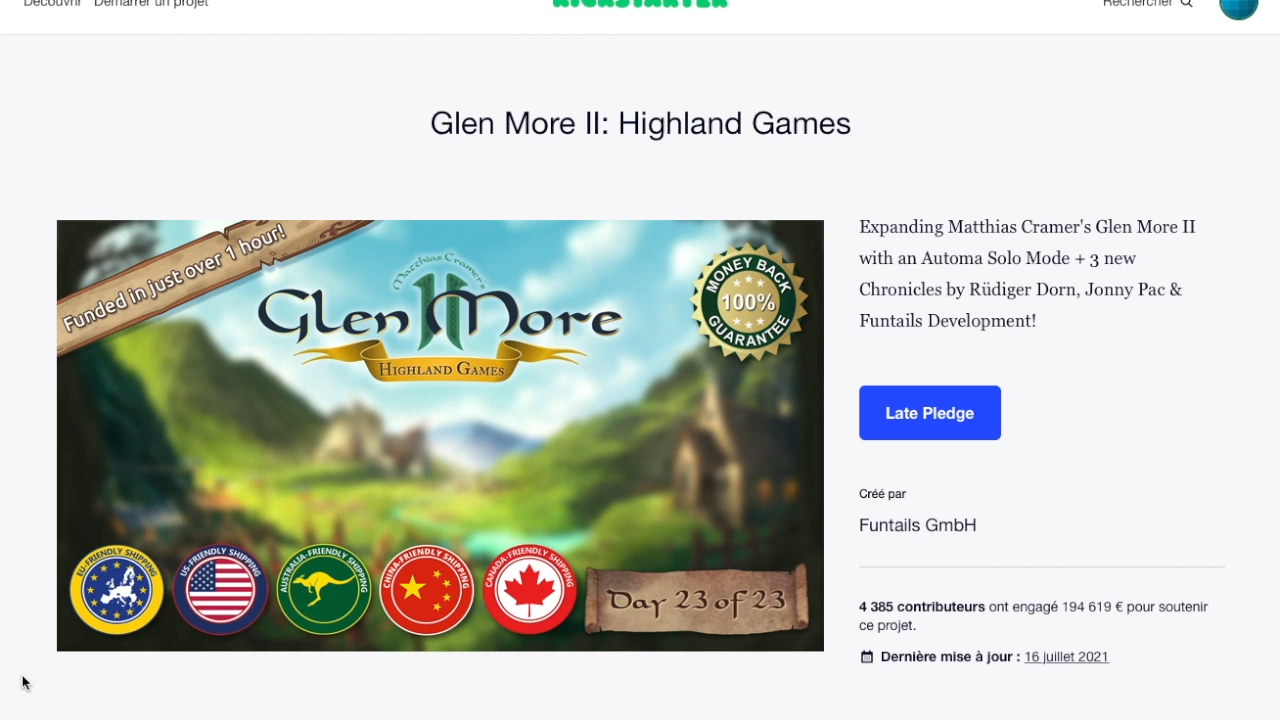 Découvrir Démarrer un projet
KICKSTARTER
Rechercher
Glen More II: Highland Games
Funded in just over 1 hour!
Matthias Cramer's
Glen II More
Highland Games
MONEY BACK
100%
GUARANTEE
EU-FRIENDLY SHIPPING
US-FRIENDLY SHIPPING
AUSTRALIA-FRIENDLY SHIPPING
CHINA-FRIENDLY SHIPPING
CANADA-FRIENDLY SHIPPING
Day 23 of 23
Expanding Matthias Cramer's Glen More II
with an Automa Solo Mode + 3 new
Chronicles by Rüdiger Dorn, Jonny Pac &
Funtails Development!
Late Pledge
Créé par
Funtails GmbH
4 385 contributeurs ont engagé 194 619 € pour soutenir
ce projet.
Dernière mise à jour : 16 juillet 2021